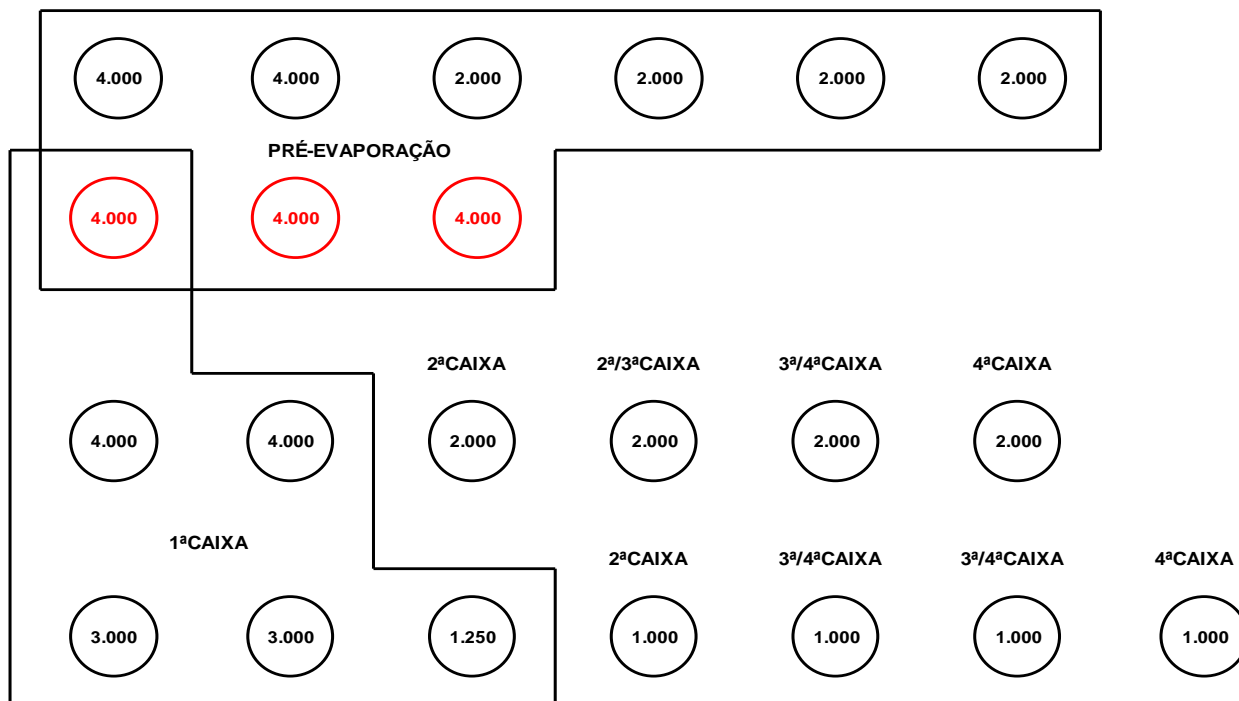 4.000 4.000 2.000 2.000 2.000 2.000
PRÉ-EVAPORAÇÃO
4.000 4.000 4.000
2ªCAIXA 2ª/3ªCAIXA 3ª/4ªCAIXA 4ªCAIXA
4.000 4.000 2.000 2.000 2.000 2.000
1ªCAIXA
2ªCAIXA 3ª/4ªCAIXA 3ª/4ªCAIXA 4ªCAIXA
3.000 3.000 1.250 1.000 1.000 1.000 1.000